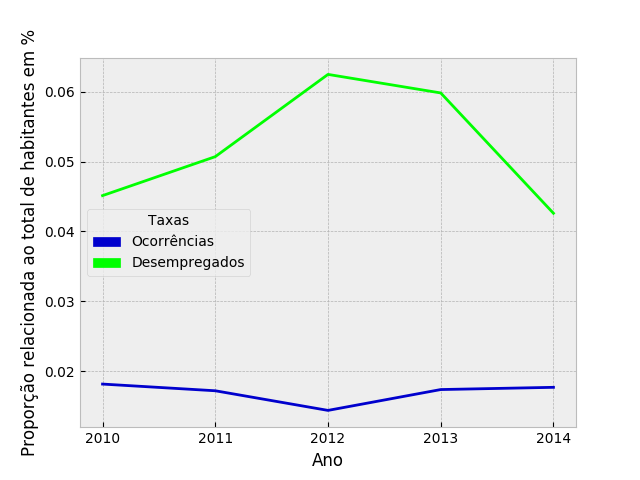 Proporção relacionada ao total de habitantes em %
0.06
0.05
0.04
0.03
0.02
Taxas
Ocorrências
Desempregados
2010 2011 2012 2013 2014
Ano